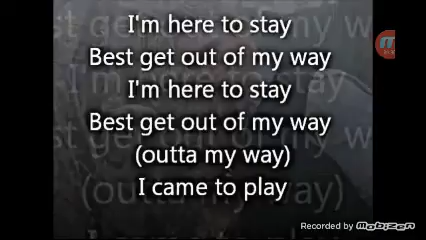 I'm here to stay
Best get out of my way
I'm here to stay
Best get out of my way
(outta my way)
I came to play
Recorded by Mobizen